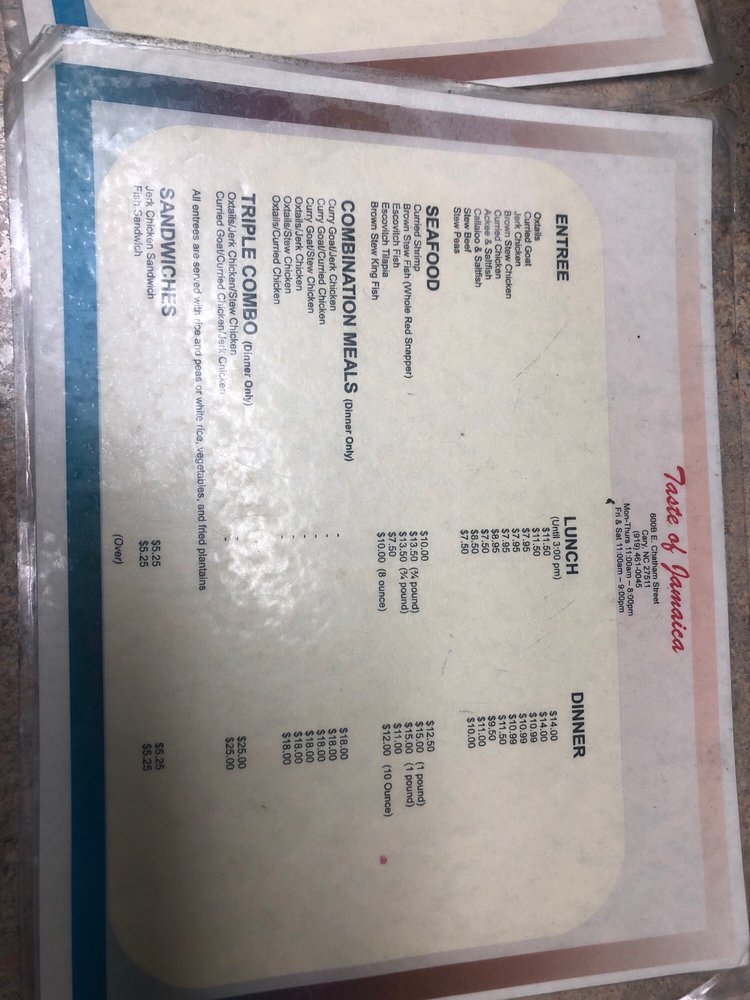 Taste of Jamaica
600B E. Chatham Street
Cary, NC 27511
(919) 461-0045
Mon-Thurs 11:00am – 8:00pm
Fri & Sat 11:00am – 9:00pm
ENTREE LUNCH DINNER
(Until 3:00 pm)
Oxtails $11.50 $14.00
Curried Goat $11.50 $14.00
Jerk Chicken $7.95 $10.99
Brown Stew Chicken $7.95 $10.99
Curried Chicken $7.95 $10.99
Ackee & Saltfish $8.95 $11.50
Callaloo & Saltfish $7.50 $9.50
Stew Beef $8.50 $11.00
Stew Peas $7.50 $10.00
SEAFOOD
Curried Shrimp $10.00 $12.50
Brown Stew Fish (Whole Red Snapper) $13.50 (¾ pound) $15.00 (1 pound)
Escovitch Fish $13.50 (¾ pound) $15.00 (1 pound)
Escovitch Tilapia $7.50 $11.00
Brown Stew King Fish $10.00 (8 ounce) $12.00 (10 Ounce)
COMBINATION MEALS (Dinner Only)
Curry Goat/Jerk Chicken - $18.00
Curry Goat/Curried Chicken - $18.00
Curry Goat/Stew Chicken - $18.00
Oxtails/Jerk Chicken - $18.00
Oxtails/Stew Chicken - $18.00
Oxtails/Curried Chicken - $18.00
TRIPLE COMBO (Dinner Only)
Oxtails/Jerk Chicken/Stew Chicken - $25.00
Curried Goat/Curried Chicken/Jerk Chicken - $25.00
All entrees are served with rice and peas or white rice, vegetables, and fried plantains
SANDWICHES
Jerk Chicken Sandwich $5.25 $5.25
Fish Sandwich $5.25 $5.25
(Over)